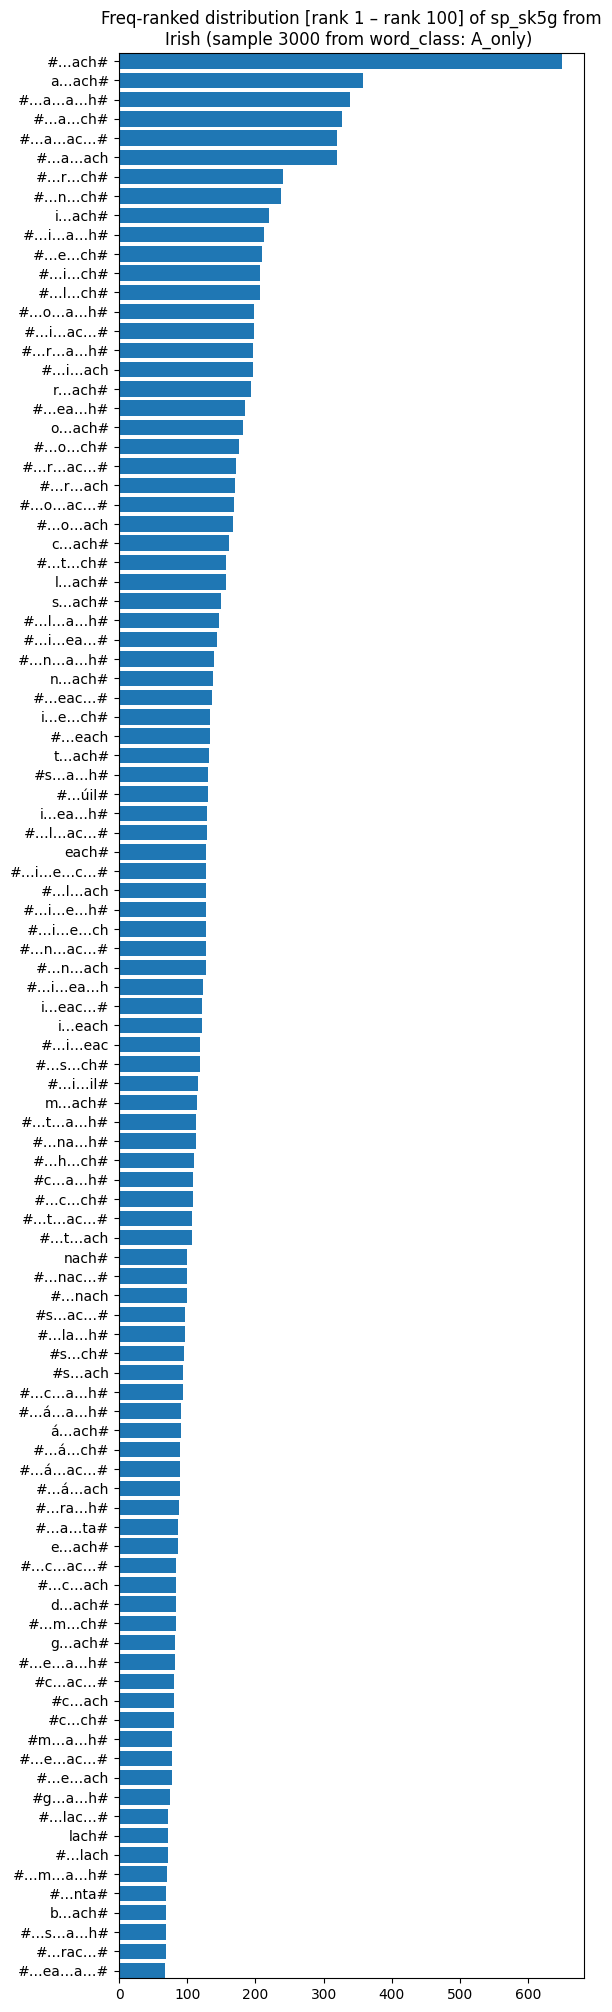 Freq-ranked distribution [rank 1 – rank 100] of sp_sk5g from
Irish (sample 3000 from word_class: A_only)
#…ach#
a…ach#
#…a…a…h#
#…a…ch#
#…a…ac…#
#…a…ach
#…r…ch#
#…n…ch#
i…ach#
#…i…a…h#
#…e…ch#
#…i…ch#
#…l…ch#
#…o…a…h#
#…i…ac…#
#…r…a…h#
#…i…ach
r…ach#
#…ea…h#
o…ach#
#…o…ch#
#…r…ac…#
#…r…ach
#…o…ac…#
#…o…ach
c…ach#
#…t…ch#
l…ach#
s…ach#
#…l…a…h#
#…i…ea…#
#…n…a…h#
n…ach#
#…eac…#
i…e…ch#
#…each
t…ach#
#s…a…h#
#…úil#
i…ea…h#
#…l…ac…#
each#
#…i…e…c…#
#…l…ach
#…i…e…h#
#…i…e…ch
#…n…ac…#
#…n…ach
#…i…ea…h
i…eac…#
i…each
#…i…eac
#…s…ch#
#…i…il#
m…ach#
#…t…a…h#
#…na…h#
#…h…ch#
#c…a…h#
#…c…ch#
#…t…ac…#
#…t…ach
nach#
#…nac…#
#…nach
#s…ac…#
#…la…h#
#s…ch#
#s…ach
#…c…a…h#
#…á…a…h#
á…ach#
#…á…ch#
#…á…ac…#
#…á…ach
#…ra…h#
#…a…ta#
e…ach#
#…c…ac…#
#…c…ach
d…ach#
#…m…ch#
g…ach#
#…e…a…h#
#c…ac…#
#c…ach
#c…ch#
#m…a…h#
#…e…ac…#
#…e…ach
#g…a…h#
#…lac…#
lach#
#…lach
#…m…a…h#
#…nta#
b…ach#
#…s…a…h#
#…rac…#
#…ea…a…#
0 100 200 300 400 500 600